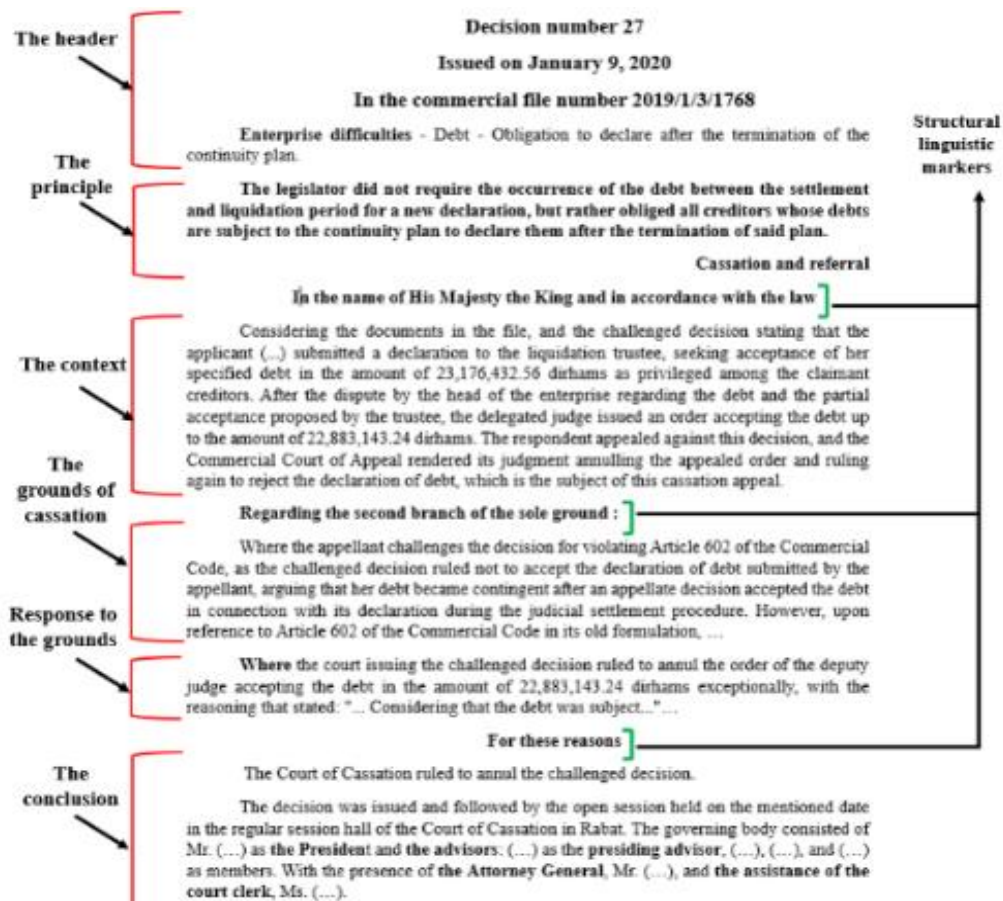 The header
Decision number 27
Issued on January 9, 2020
In the commercial file number 2019/1/3/1768
Enterprise difficulties - Debt - Obligation to declare after the termination of the
continuity plan.
Structural
linguistic
markers
The
principle
The legislator did not require the occurrence of the debt between the settlement
and liquidation period for a new declaration, but rather obliged all creditors whose debts
are subject to the continuity plan to declare them after the termination of said plan.
Cassation and referral
In the name of His Majesty the King and in accordance with the law
The context
Considering the documents in the file, and the challenged decision stating that the
applicant (...) submitted a declaration to the liquidation trustee, seeking acceptance of her
specified debt in the amount of 23,176,432.56 dirhams as privileged among the claimant
creditors. After the dispute by the head of the enterprise regarding the debt and the partial
acceptance proposed by the trustee, the delegated judge issued an order accepting the debt up
to the amount of 22,883,143.24 dirhams. The respondent appealed against this decision, and the
Commercial Court of Appeal rendered its judgment annulling the appealed order and ruling
again to reject the declaration of debt, which is the subject of this cassation appeal.
The
grounds of
cassation
Regarding the second branch of the sole ground :
Where the appellant challenges the decision for violating Article 602 of the Commercial
Code, as the challenged decision ruled not to accept the declaration of debt submitted by the
appellant, arguing that her debt became contingent after an appellate decision accepted the debt
in connection with its declaration during the judicial settlement procedure. However, upon
reference to Article 602 of the Commercial Code in its old formulation, ...
Response to
the grounds
Where the court issuing the challenged decision ruled to annul the order of the deputy
judge accepting the debt in the amount of 22,883,143.24 dirhams exceptionally, with the
reasoning that stated: "... Considering that the debt was subject..." ...
For these reasons
The
conclusion
The Court of Cassation ruled to annul the challenged decision.
The decision was issued and followed by the open session held on the mentioned date
in the regular session hall of the Court of Cassation in Rabat. The governing body consisted of
Mr. (...) as the President and the advisors: (...) as the presiding advisor, (...), (...), and (...)
as members. With the presence of the Attorney General, Mr. (...), and the assistance of the
court clerk, Ms. (...).